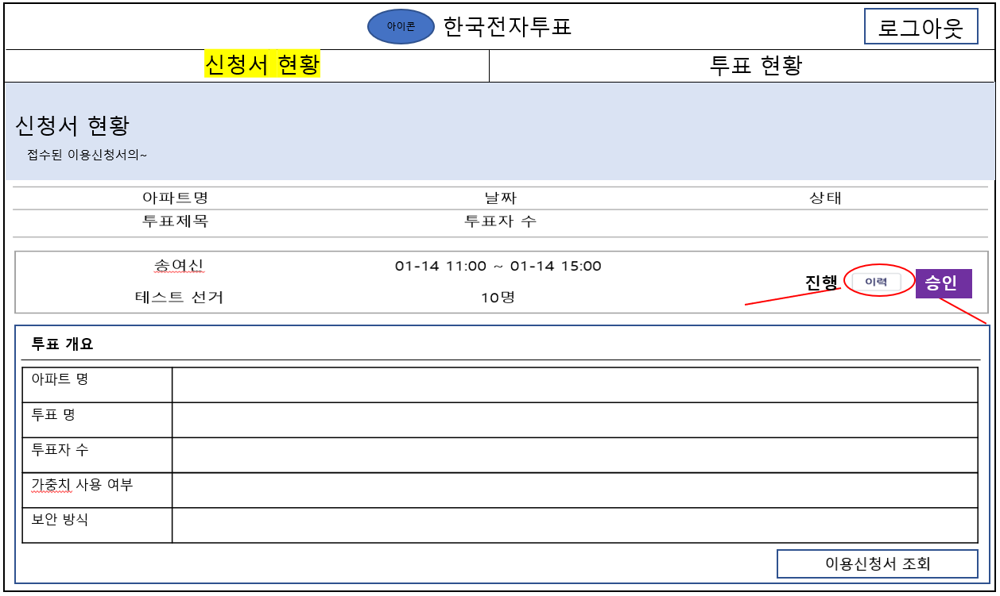 아이콘 한국전자투표 로그아웃
신청서 현황 투표 현황
신청서 현황
접수된 이용신청서의~
아파트명 날짜 상태
투표제목 투표자 수
송여신 01-14 11:00 ~ 01-14 15:00
진행 이력 승인
테스트 선거 10명
투표 개요
아파트 명
투표 명
투표자 수
가중치 사용 여부
보안 방식
이용신청서 조회